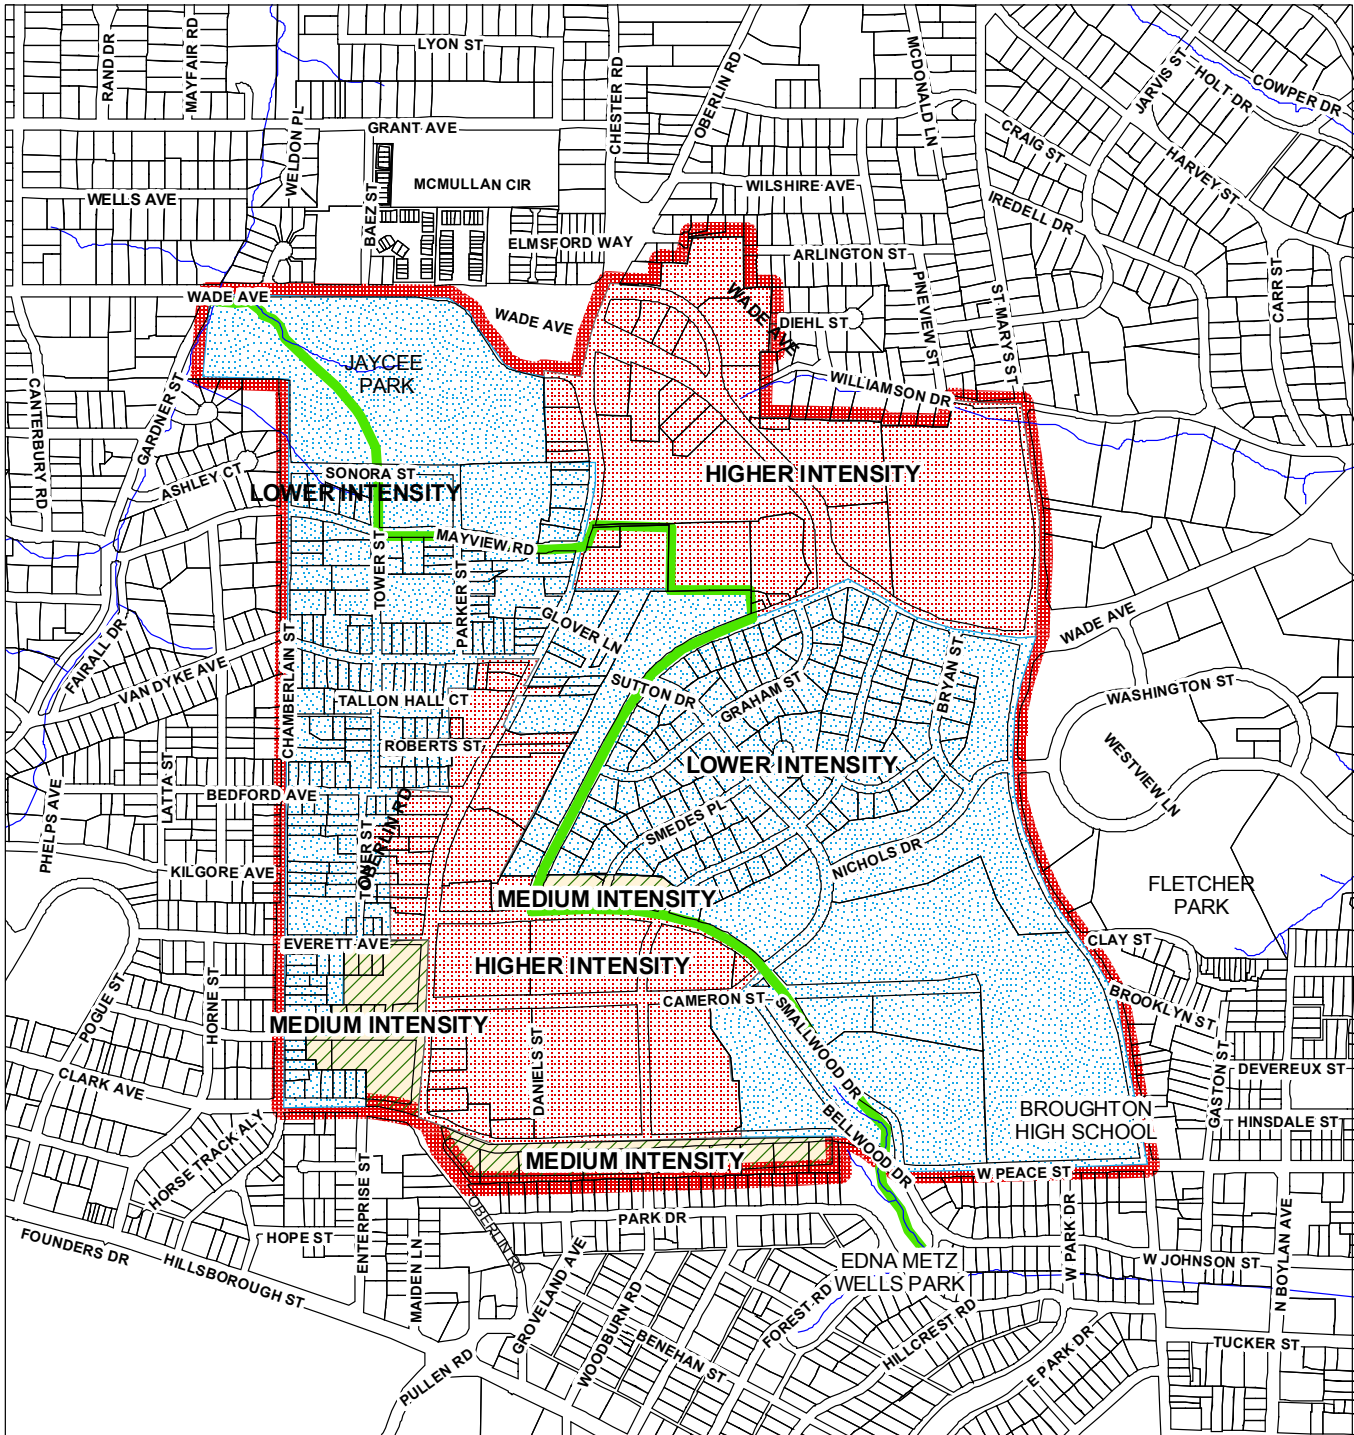 RAND DR
MAYFAIR RD
LYON ST
CHESTER RD
OBERLIN RD
MCDONALD LN
JARVIS ST
HOLT DR
COWPER DR
WELDON PL
GRANT AVE
CRAIG ST
HARVEY ST
WELLS AVE
BAEZ ST
MCMULLAN CIR
WILSHIRE AVE
IREDELL DR
ELMSFORD WAY
ARLINGTON ST
PINEVIEW ST
ST MARYS ST
CARR ST
WADE AVE
WADE AVE
WADE AVE
DIEHL ST
JAYCEE
PARK
WILLIAMSON DR
CANTERBURY RD
GARDNER ST
ASHLEY CT
SONORA ST
LOWER INTENSITY
HIGHER INTENSITY
MAYVIEW RD
TOWER ST
PARKER ST
GLOVER LN
WADE AVE
FAIRALL DR
VAN DYKE AVE
CHAMBERLAIN ST
TALLON HALL CT
SUTTON DR
GRAHAM ST
BRYAN ST
WASHINGTON ST
ROBERTS ST
WESTVIEW LN
LOWER INTENSITY
PHELPS AVE
LATTA ST
BEDFORD AVE
OBERLIN RD
TOWER ST
SMEDES PL
NICHOLS DR
KILGORE AVE
MEDIUM INTENSITY
FLETCHER
PARK
EVERETT AVE
CLAY ST
HIGHER INTENSITY
POGUE ST
HORNE ST
CAMERON ST
SMALLWOOD DR
BROOKLYN ST
MEDIUM INTENSITY
DANIELS ST
GASTON ST
DEVEREUX ST
CLARK AVE
BELLWOOD DR
BROUGHTON
HIGH SCHOOL
HINSDALE ST
HORSE TRACK ALY
ENTERPRISE ST
MEDIUM INTENSITY
W PEACE ST
OBERLIN RD
PARK DR
W PARK DR
N BOYLAN AVE
FOUNDERS DR
HOPE ST
HILLSBOROUGH ST
MAIDEN LN
GROVELAND AVE
WOODBURN RD
EDNA METZ
WELLS PARK
W JOHNSON ST
BENEHAN ST
FOREST RD
HILLCREST RD
E PARK DR
TUCKER ST
PULLEN RD